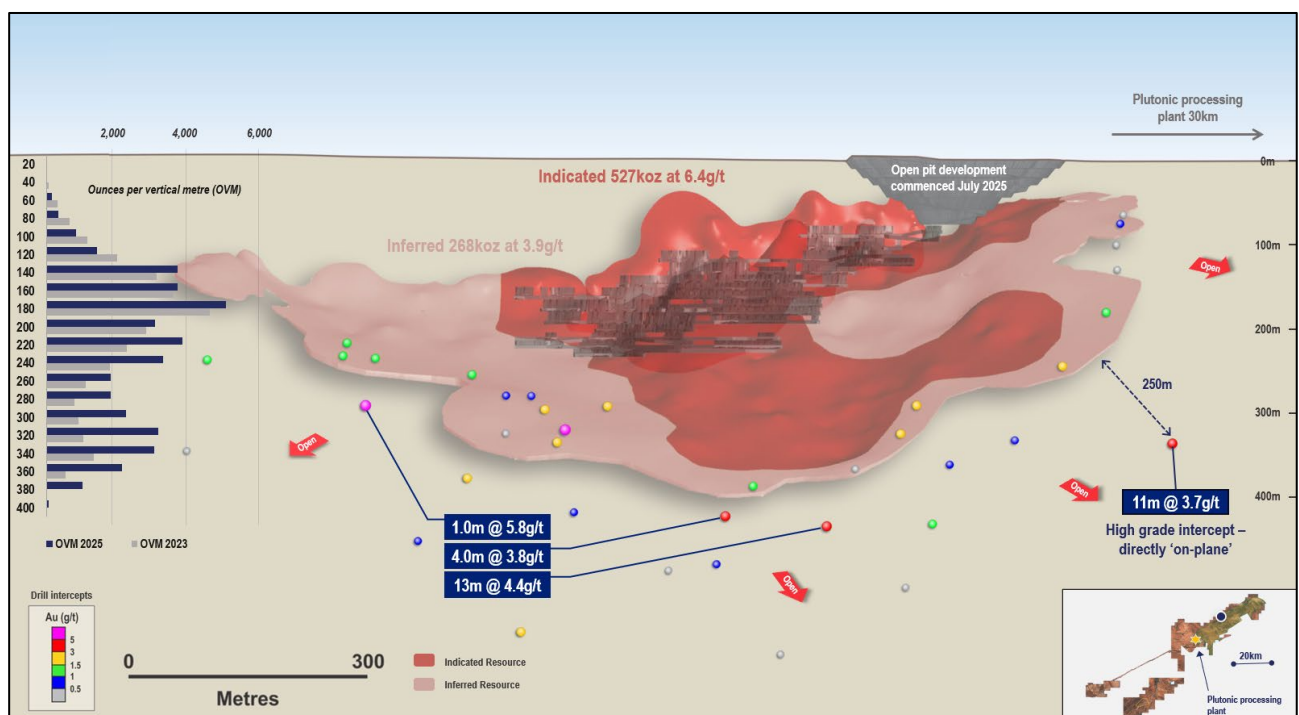 Plutonic processing
plant 30km
2,000
4,000
6,000
Ounces per vertical metre (OVM)
20
40
60
80
100
120
140
160
180
200
220
240
260
280
300
320
340
360
380
400
OVM 2025
OVM 2023
Indicated 527koz at 6.4g/t
Inferred 268koz at 3.9g/t
Open pit development
commenced July 2025
0m
100m
200m
300m
400m
Open
Open
Open
Open
250m
11m @ 3.7g/t
High grade intercept –
directly ‘on-plane’
1.0m @ 5.8g/t
4.0m @ 3.8g/t
13m @ 4.4g/t
Drill intercepts
Au (g/t)
5
3
1.5
1
0.5
0
300
Metres
Indicated Resource
Inferred Resource
20km
Plutonic processing
plant